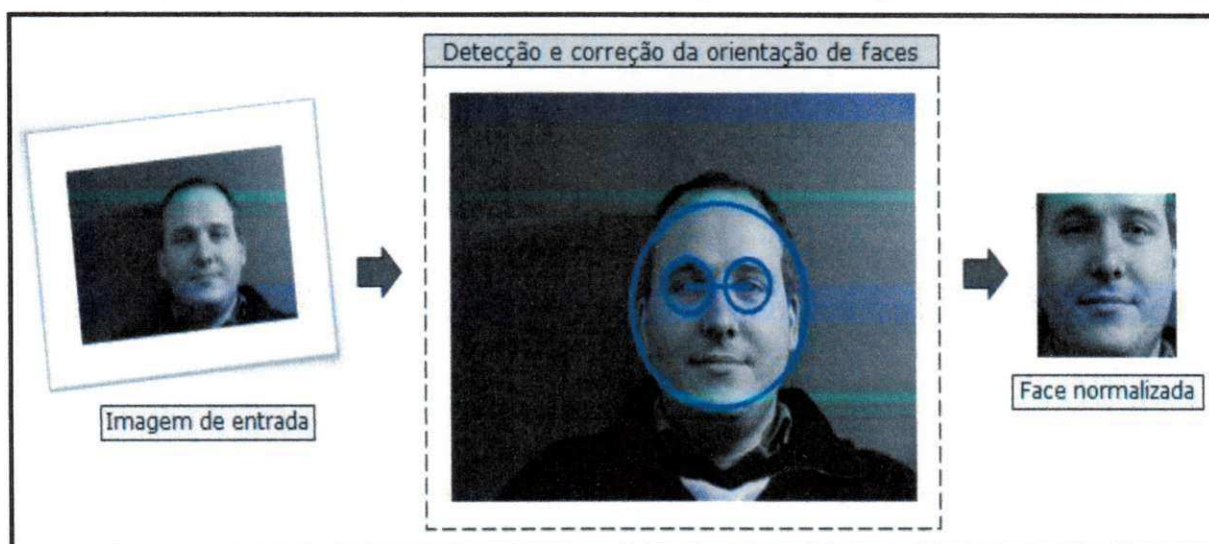 Detecção e correção da orientação de faces
Imagem de entrada
Face normalizada